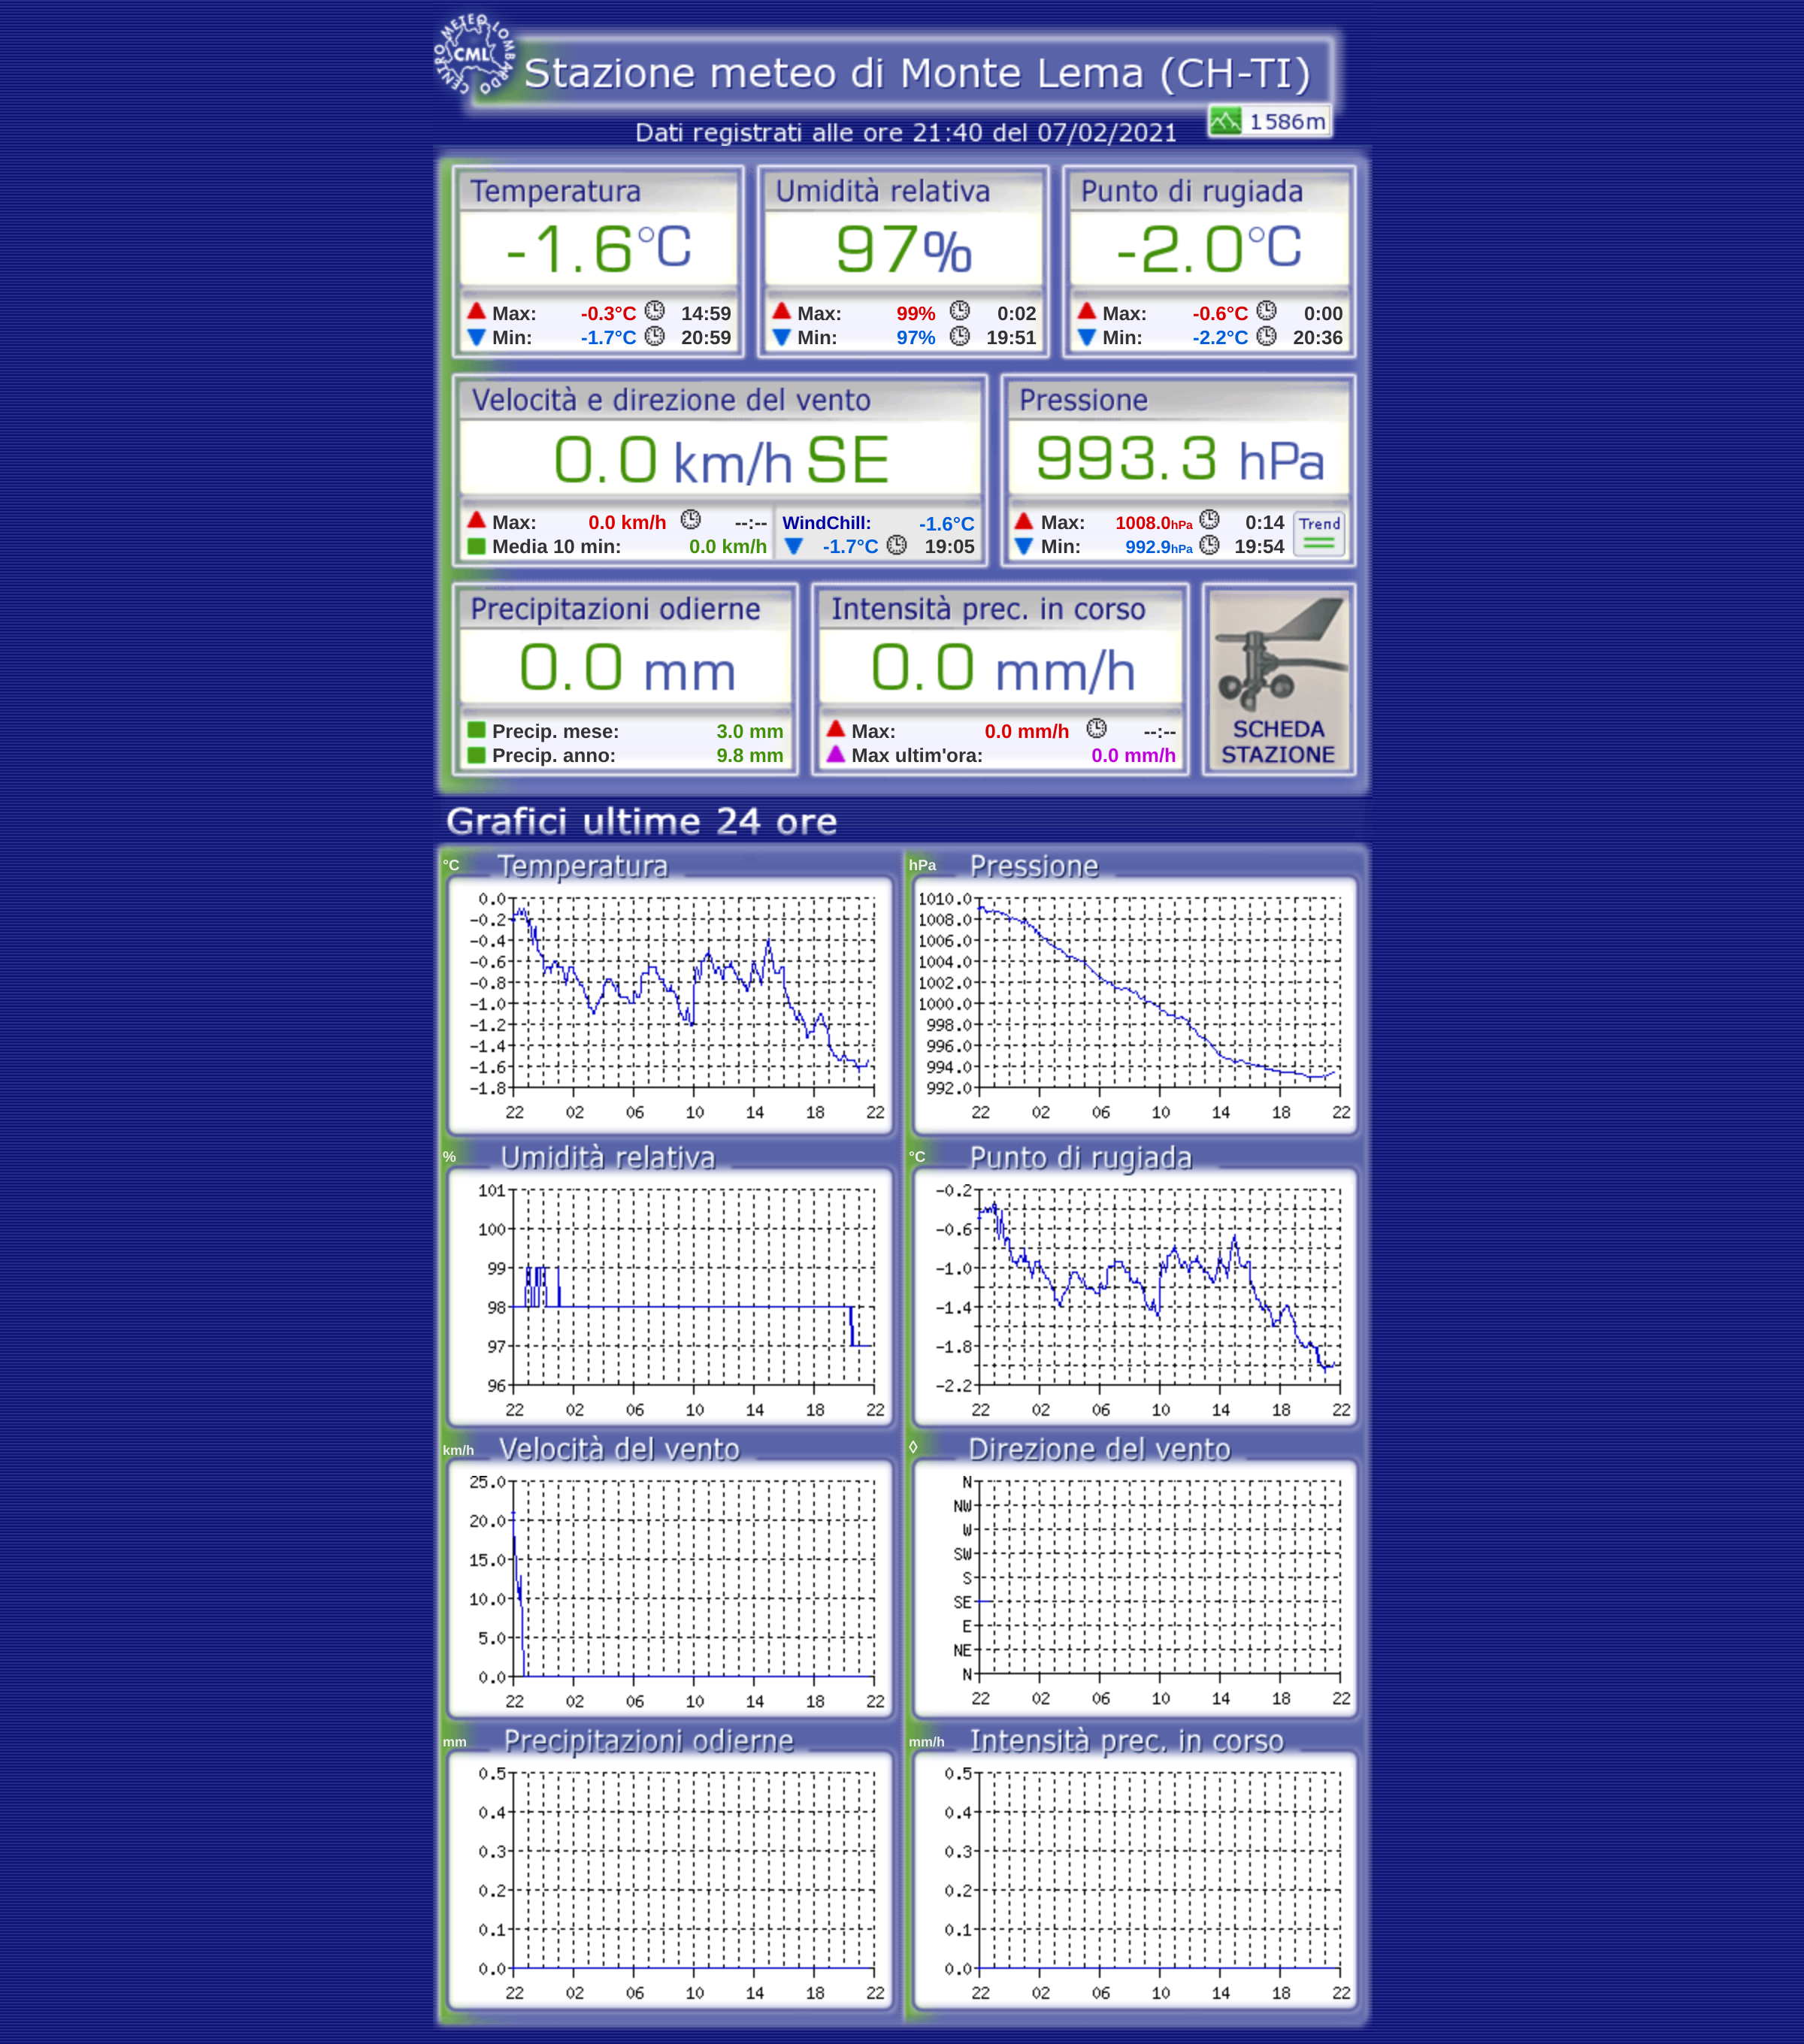 CENTRO METEO LOMBARDO
CML
Stazione meteo di Monte Lema (CH-TI)
1586m
Dati registrati alle ore 21:40 del 07/02/2021
Temperatura Umidità relativa Punto di rugiada
-1.6°C 97% -2.0°C
Max: -0.3°C 14:59 Max: 99% 0:02 Max: -0.6°C 0:00
Min: -1.7°C 20:59 Min: 97% 19:51 Min: -2.2°C 20:36
Velocità e direzione del vento Pressione
0.0 km/h SE 993.3 hPa
Max: 0.0 km/h --:-- WindChill: -1.6°C Max: 1008.0hPa 0:14 Trend
Media 10 min: 0.0 km/h -1.7°C 19:05 Min: 992.9hPa 19:54
Precipitazioni odierne Intensità prec. in corso
0.0 mm 0.0 mm/h
Precip. mese: 3.0 mm Max: 0.0 mm/h --:-- SCHEDA
Precip. anno: 9.8 mm Max ultim'ora: 0.0 mm/h STAZIONE
Grafici ultime 24 ore
°C Temperatura hPa Pressione
0.0 1010.0
-0.2 1008.0
-0.4 1006.0
-0.6 1004.0
-0.8 1002.0
-1.0 1000.0
-1.2 998.0
-1.4 996.0
-1.6 994.0
-1.8 992.0
22 02 06 10 14 18 22 22 02 06 10 14 18 22
% Umidità relativa °C Punto di rugiada
101 -0.2
100 -0.6
99 -1.0
98 -1.4
97 -1.8
96 -2.2
22 02 06 10 14 18 22 22 02 06 10 14 18 22
km/h Velocità del vento ◊ Direzione del vento
25.0 N
NW
20.0 W
15.0 SW
S
10.0 SE
5.0 E
NE
0.0 N
22 02 06 10 14 18 22 22 02 06 10 14 18 22
mm Precipitazioni odierne mm/h Intensità prec. in corso
0.5 0.5
0.4 0.4
0.3 0.3
0.2 0.2
0.1 0.1
0.0 0.0
22 02 06 10 14 18 22 22 02 06 10 14 18 22